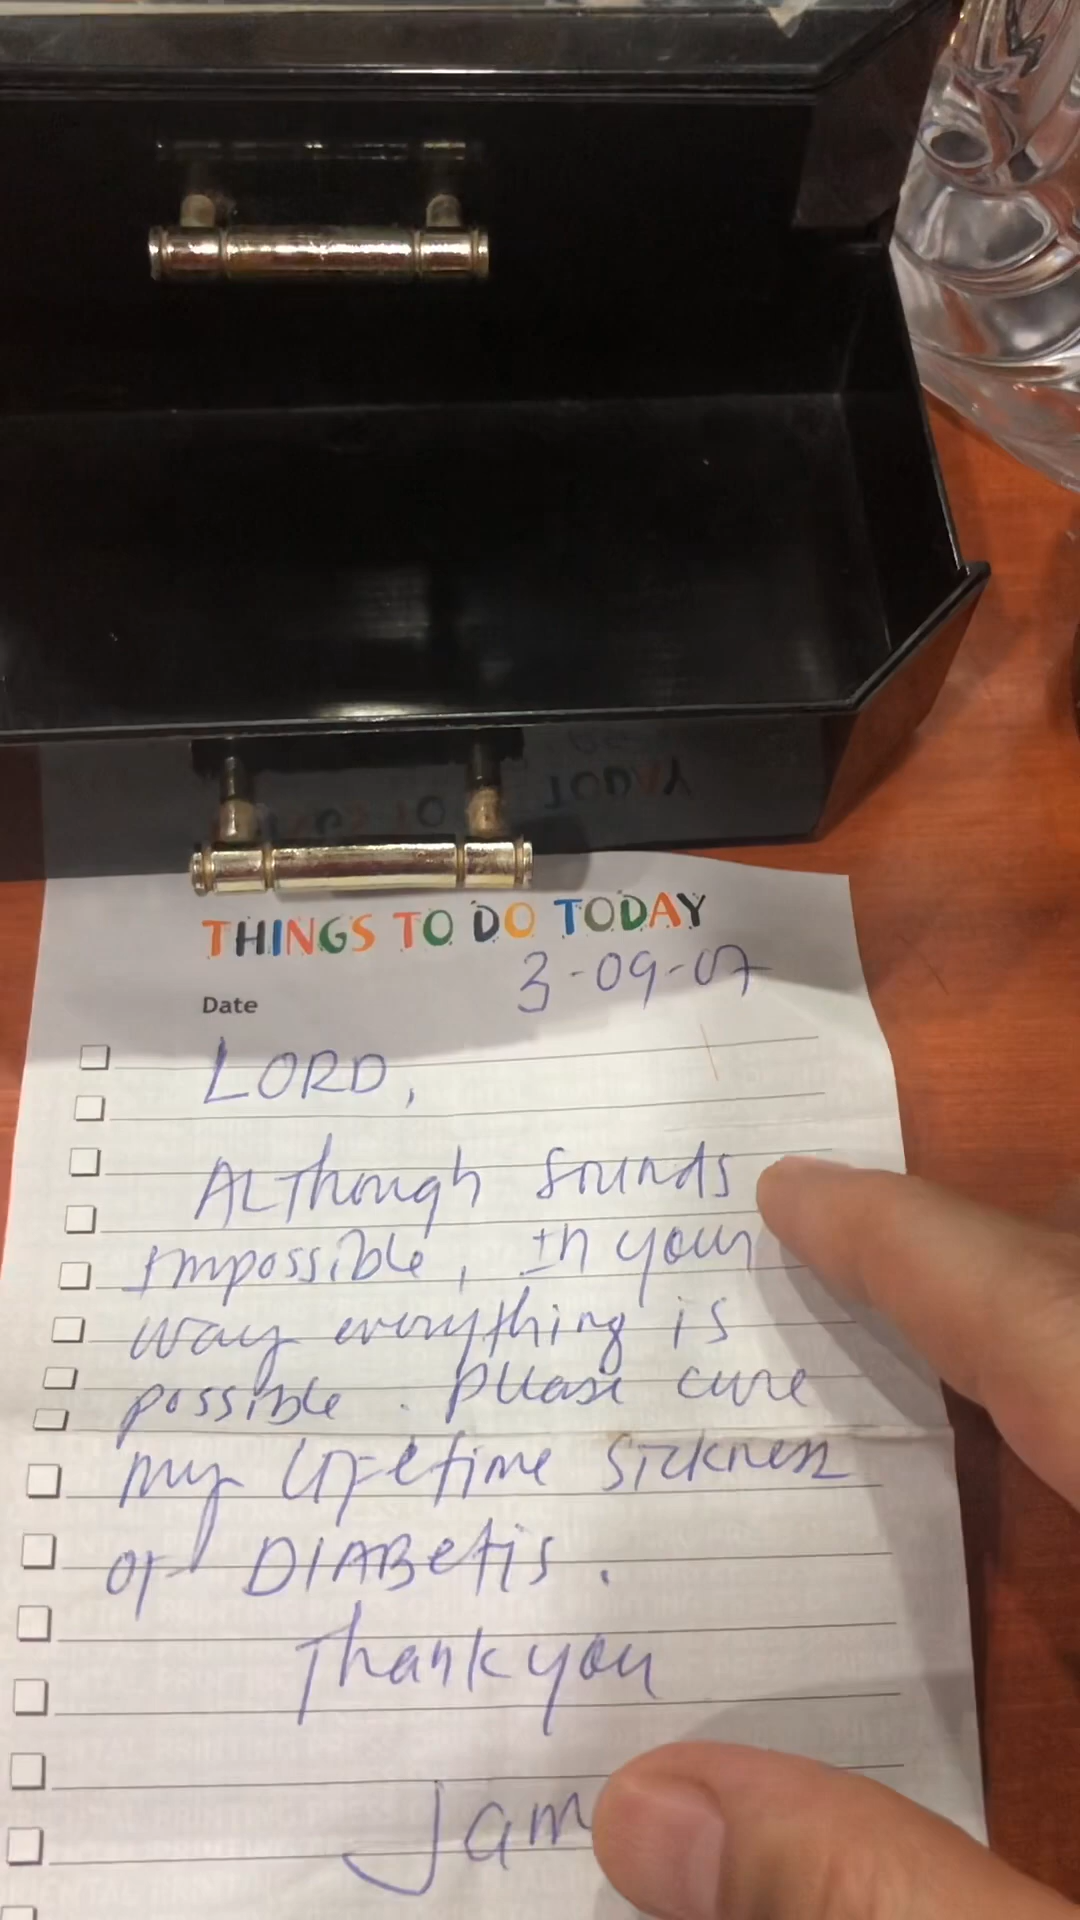 THINGS TO DO TODAY
3-09-07
Date
LORD,
Although sounds
Impossible, In your
way everything is
possible. please cure
my lifetime sickness
of DIABetis.
Thank you
Jam